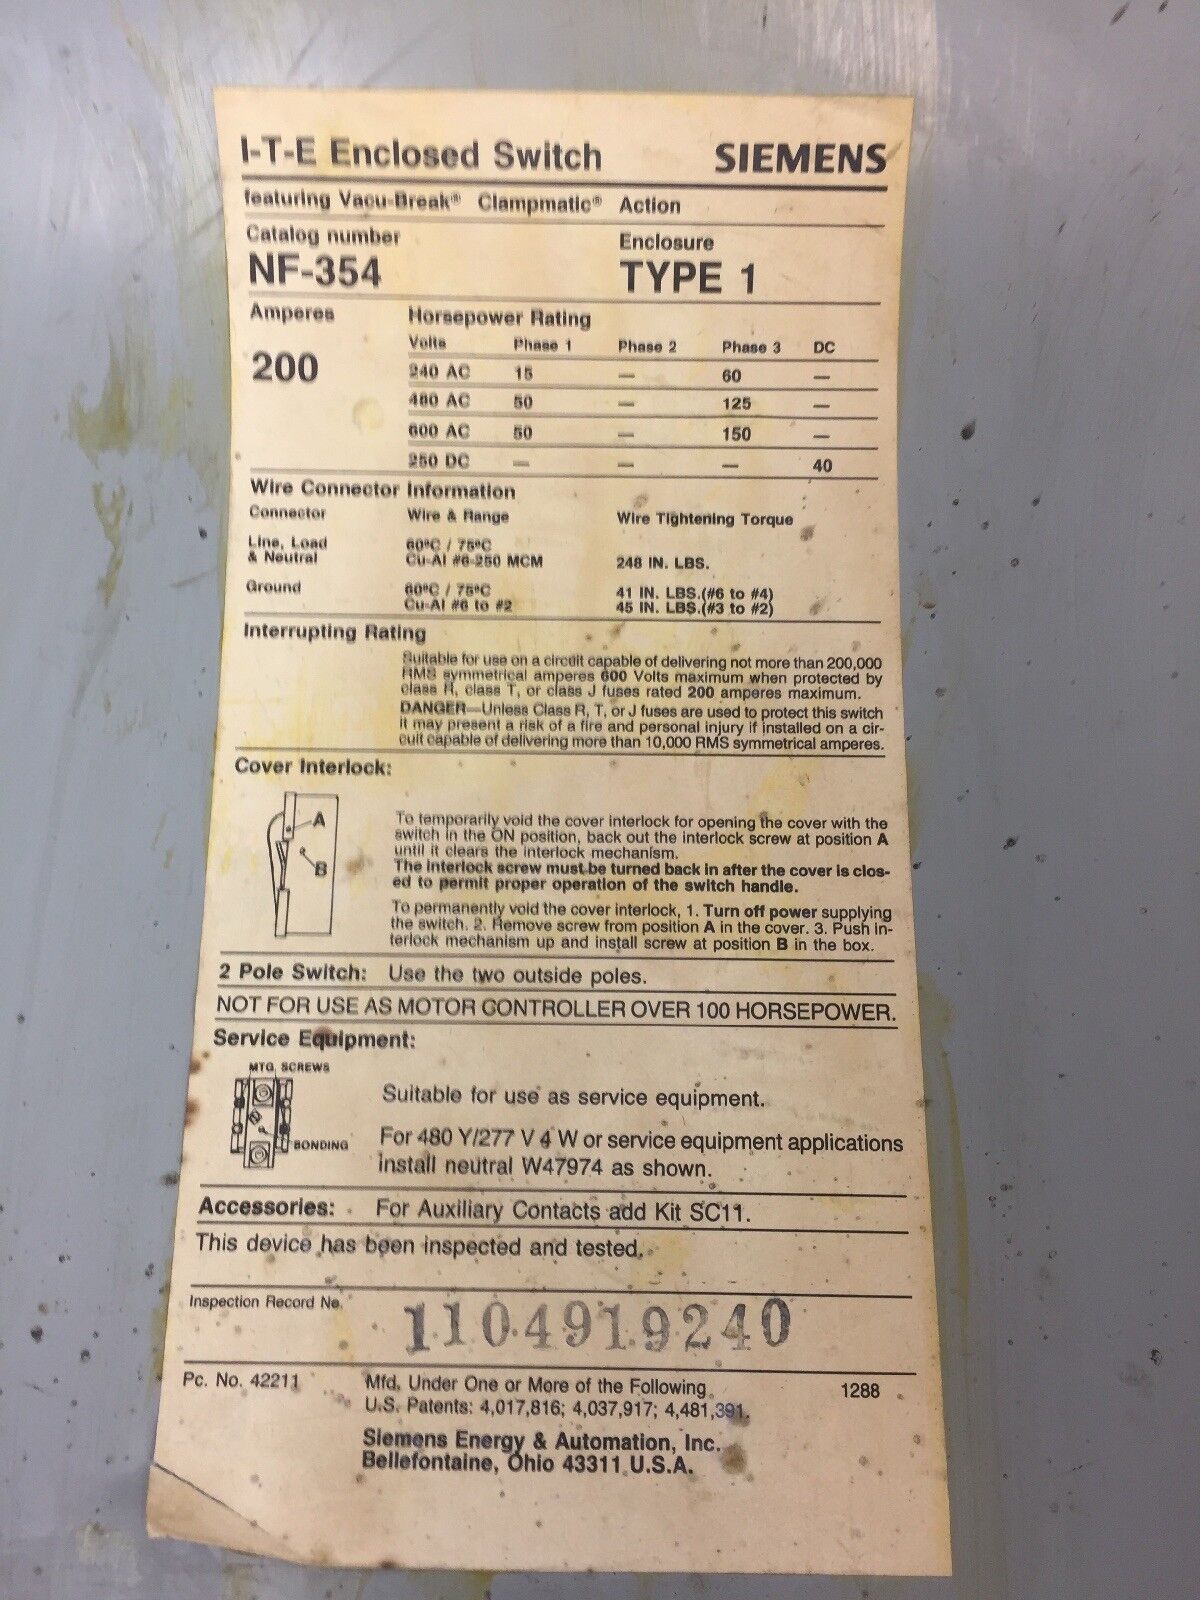 I-T-E Enclosed Switch SIEMENS
featuring Vacu-Break® Clampmatic® Action
Catalog number Enclosure
NF-354 TYPE 1
Amperes Horsepower Rating
Volts Phase 1 Phase 2 Phase 3 DC
200 240 AC 15 — 60 —
480 AC 50 — 125 —
600 AC 50 — 150 —
250 DC — — — 40
Wire Connector Information
Connector Wire & Range Wire Tightening Torque
Line, Load 60°C / 75°C
& Neutral Cu-Al #6-250 MCM 248 IN. LBS.
Ground 60°C / 75°C 41 IN. LBS.(#6 to #4)
Cu-Al #6 to #2 45 IN. LBS.(#3 to #2)
Interrupting Rating
Suitable for use on a circuit capable of delivering not more than 200,000
RMS symmetrical amperes 600 Volts maximum when protected by
class R, class T, or class J fuses rated 200 amperes maximum.
DANGER—Unless Class R, T, or J fuses are used to protect this switch
it may present a risk of a fire and personal injury if installed on a cir-
cuit capable of delivering more than 10,000 RMS symmetrical amperes.
Cover Interlock:
A
B
To temporarily void the cover interlock for opening the cover with the
switch in the ON position, back out the interlock screw at position A
until it clears the interlock mechanism.
The interlock screw must be turned back in after the cover is clos-
ed to permit proper operation of the switch handle.
To permanently void the cover interlock, 1. Turn off power supplying
the switch. 2. Remove screw from position A in the cover. 3. Push in-
terlock mechanism up and install screw at position B in the box.
2 Pole Switch: Use the two outside poles.
NOT FOR USE AS MOTOR CONTROLLER OVER 100 HORSEPOWER.
Service Equipment:
MTG. SCREWS
N
BONDING
Suitable for use as service equipment.
For 480 Y/277 V 4 W or service equipment applications
install neutral W47974 as shown.
Accessories: For Auxiliary Contacts add Kit SC11.
This device has been inspected and tested.
Inspection Record No. 1104919240
Pc. No. 42211 Mfd. Under One or More of the Following 1288
U.S. Patents: 4,017,816; 4,037,917; 4,481,391.
Siemens Energy & Automation, Inc.
Bellefontaine, Ohio 43311 U.S.A.